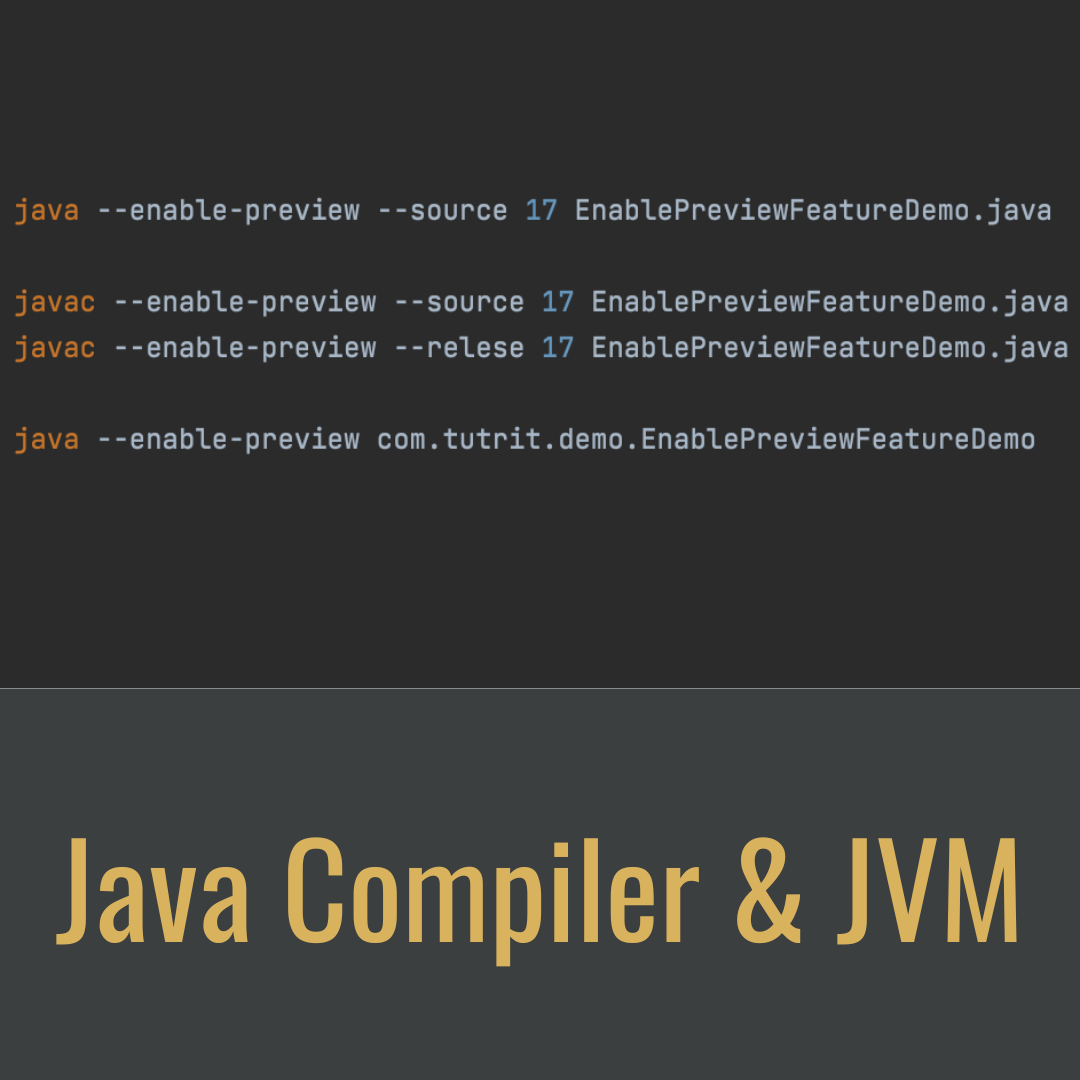 java --enable-preview --source 17 EnablePreviewFeatureDemo.java
javac --enable-preview --source 17 EnablePreviewFeatureDemo.java
javac --enable-preview --relese 17 EnablePreviewFeatureDemo.java
java --enable-preview com.tutrit.demo.EnablePreviewFeatureDemo
Java Compiler & JVM